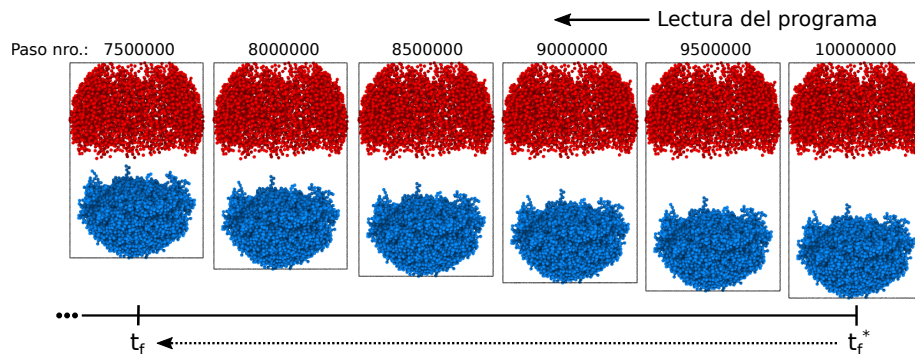 Lectura del programa
Paso nro.: 7500000 8000000 8500000 9000000 9500000 10000000
••• t_f t_f^*